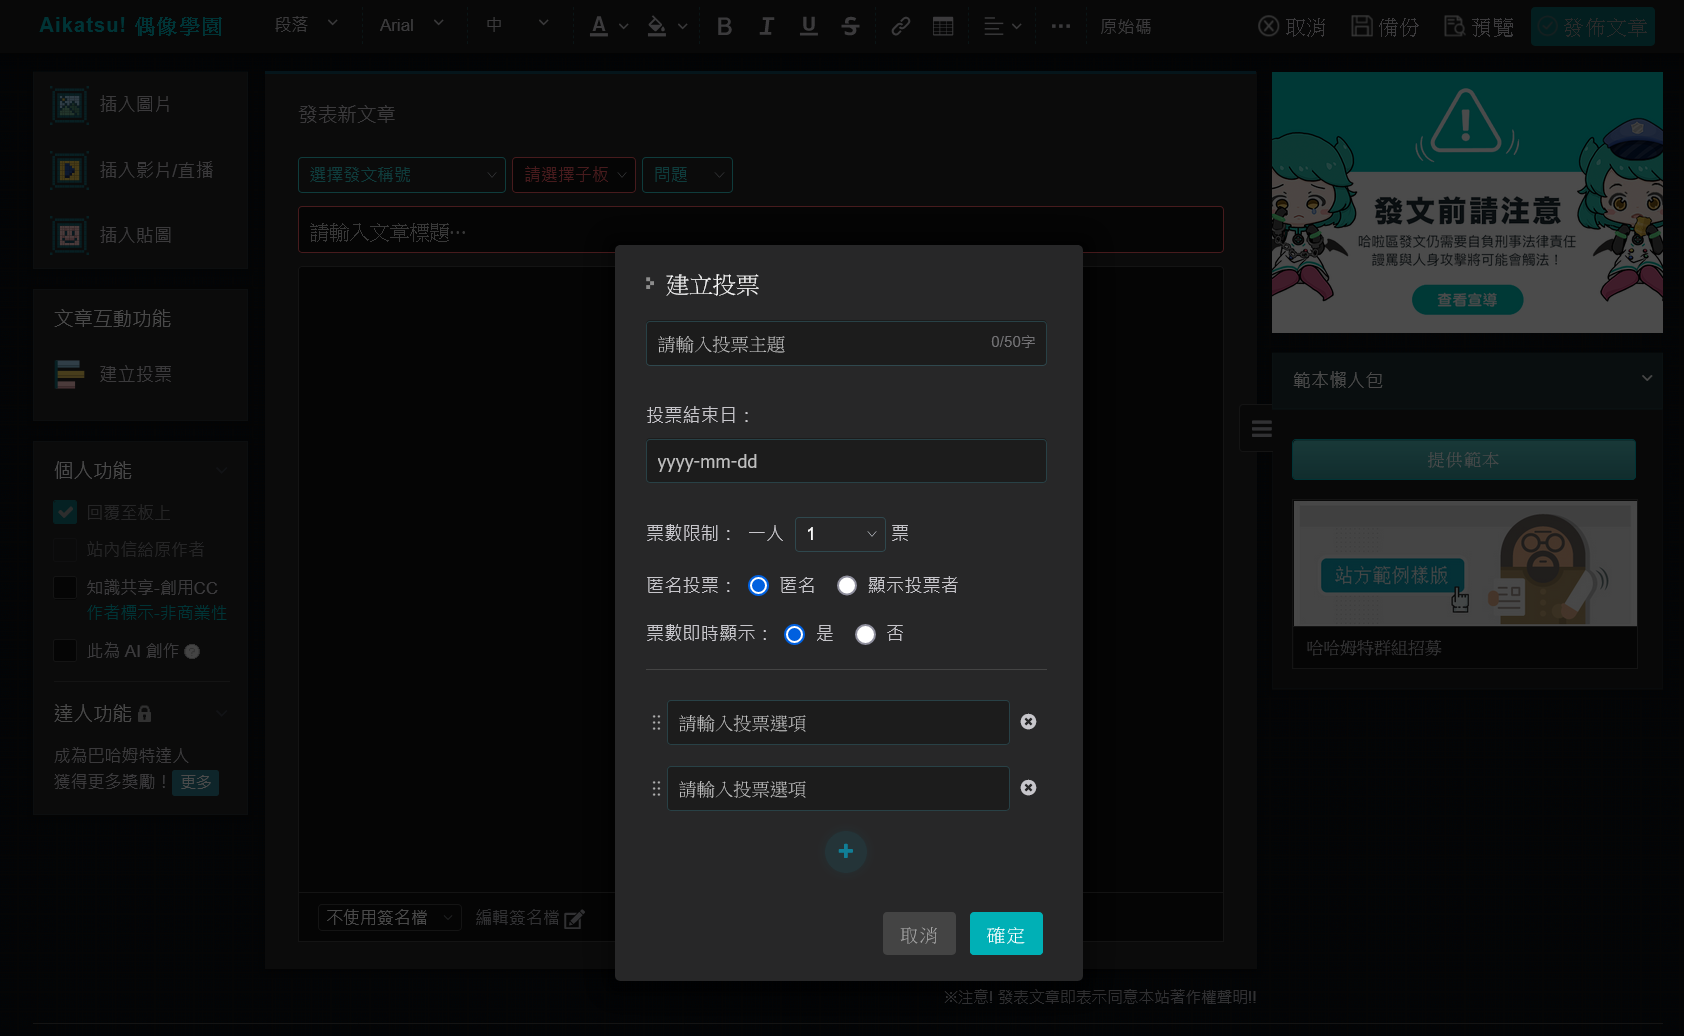 Aikatsu! 偶像學園
段落
Arial
中
A
B I U S
原始碼
取消
備份
預覽
發佈文章
插入圖片
插入影片/直播
插入貼圖
文章互動功能
建立投票
個人功能
回覆至板上
站內信給原作者
知識共享-創用CC
作者標示-非商業性
此為 AI 創作
達人功能
成為巴哈姆特達人
獲得更多獎勵！ 更多
發表新文章
選擇發文稱號
請選擇子板
問題
請輸入文章標題…
不使用簽名檔
編輯簽名檔
建立投票
請輸入投票主題
0/50字
投票結束日：
yyyy-mm-dd
票數限制： 一人 1 票
匿名投票： 匿名 顯示投票者
票數即時顯示： 是 否
請輸入投票選項
請輸入投票選項
取消
確定
發文前請注意
哈啦區發文仍需要自負刑事法律責任
謾罵與人身攻擊將可能會觸法！
查看宣導
範本懶人包
提供範本
站方範例樣版
哈哈姆特群組招募
※注意! 發表文章即表示同意本站著作權聲明!!